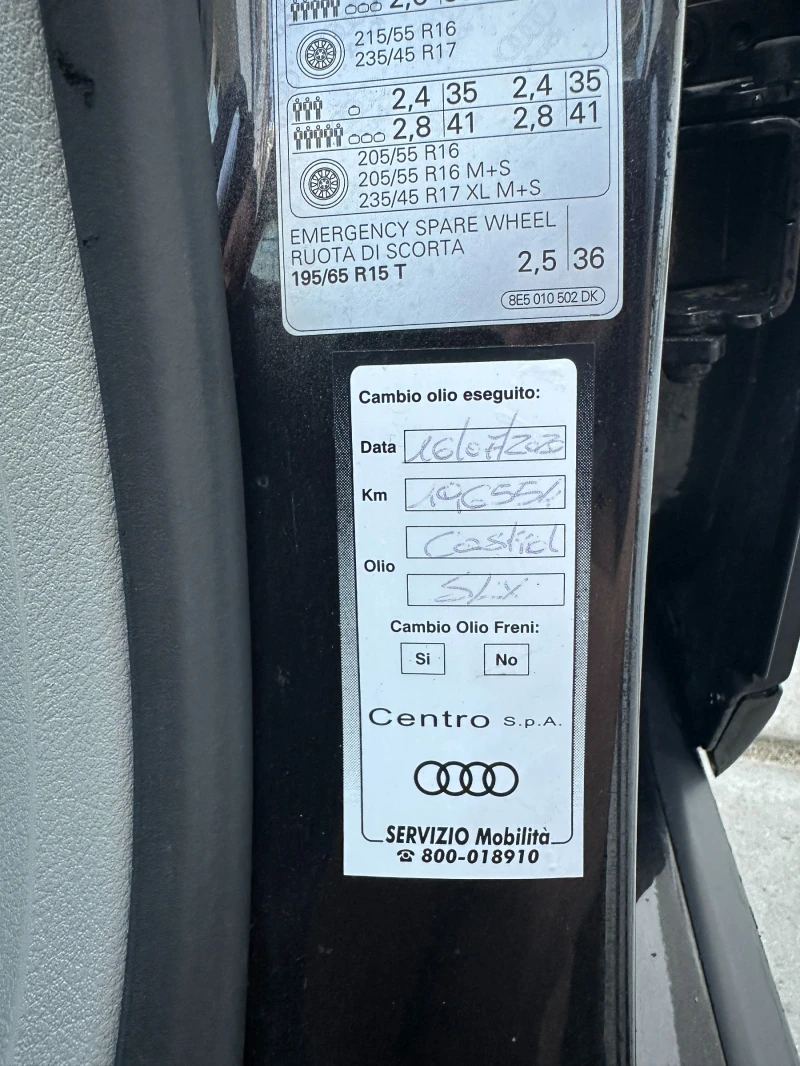 215/55 R16
235/45 R17
2,4 35 2,4 35
2,8 41 2,8 41
205/55 R16
205/55 R16 M+S
235/45 R17 XL M+S
EMERGENCY SPARE WHEEL
RUOTA DI SCORTA
195/65 R15 T 2,5 36
8E5 010 502 DK
Cambio olio eseguito:
Data 16/07/2020
Km
Olio
Cambio Olio Freni:
Si No
Centro S.p.A.
SERVIZIO Mobilità
☎ 800-018910